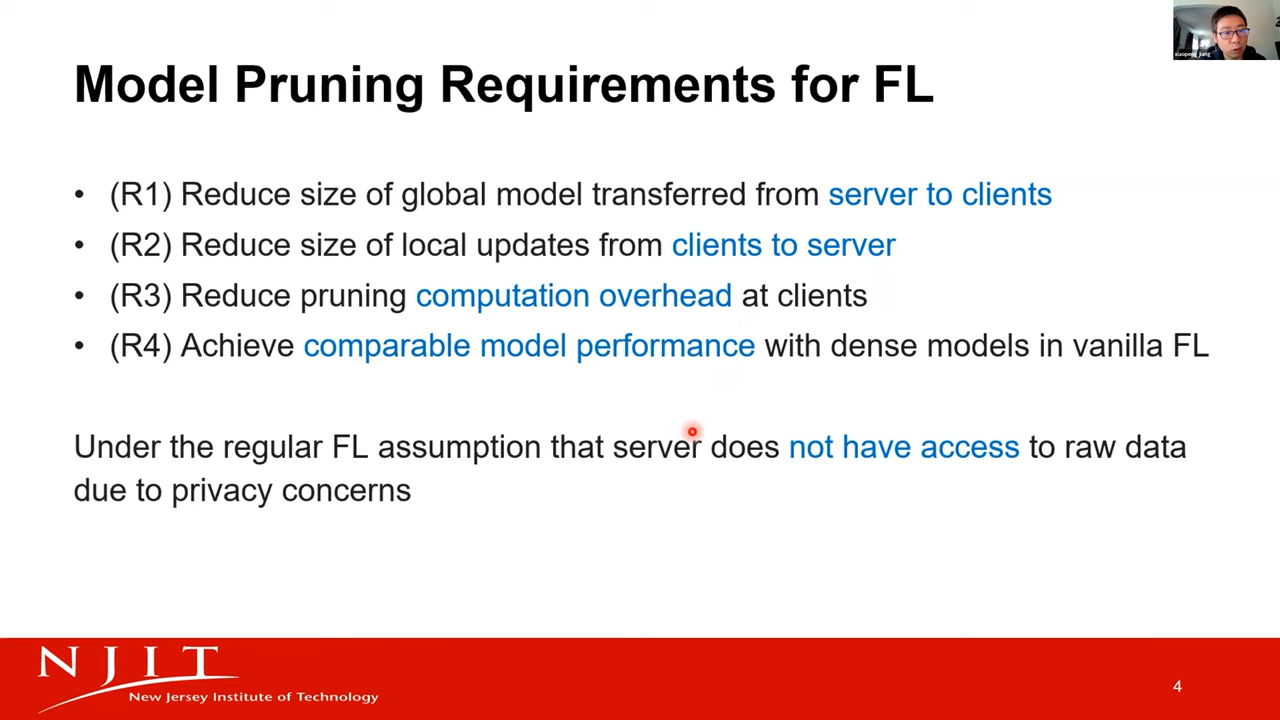 Model Pruning Requirements for FL
xiaopeng_jiang
• (R1) Reduce size of global model transferred from server to clients
• (R2) Reduce size of local updates from clients to server
• (R3) Reduce pruning computation overhead at clients
• (R4) Achieve comparable model performance with dense models in vanilla FL
Under the regular FL assumption that server does not have access to raw data
due to privacy concerns
NJIT
New Jersey Institute of Technology
4